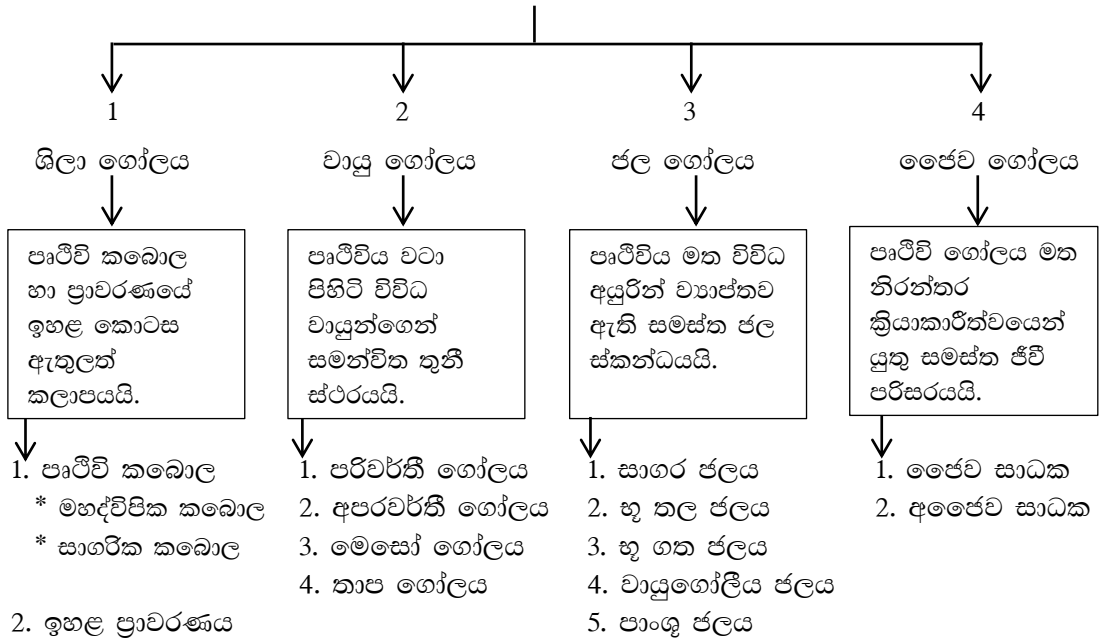 1
2
3
4
ශිලා ගෝලය
වායු ගෝලය
ජල ගෝලය
ජෛව ගෝලය
පෘථිවි කබොල
හා ප්‍රාවරණයේ
ඉහළ කොටස
ඇතුලත්
කලාපයයි.
පෘථිවිය වටා
පිහිටි විවිධ
වායුන්ගෙන්
සමන්විත තුනී
ස්ථරයයි.
පෘථිවිය මත විවිධ
අයුරින් ව්‍යාප්තව
ඇති සමස්ත ජල
ස්කන්ධයයි.
පෘථිවි ගෝලය මත
නිරන්තර
ක්‍රියාකාරීත්වයෙන්
යුතු සමස්ත ජීවී
පරිසරයයි.
1. පෘථිවි කබොල
* මහද්විපික කබොල
* සාගරික කබොල
2. ඉහළ ප්‍රාවරණය
1. පරිවර්තී ගෝලය
2. අපරවර්තී ගෝලය
3. මෙසෝ ගෝලය
4. තාප ගෝලය
1. සාගර ජලය
2. භූ තල ජලය
3. භූ ගත ජලය
4. වායුගෝලීය ජලය
5. පාංශු ජලය
1. ජෛව සාධක
2. අජෛව සාධක